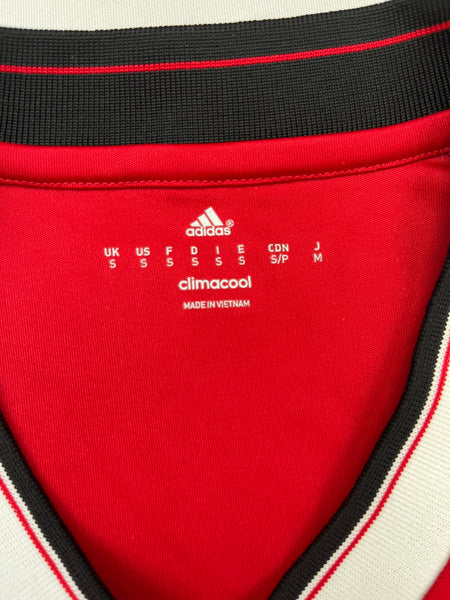 adidas®
UK US F D I E CDN J
S S S S S S S/P M
climacool
MADE IN VIETNAM